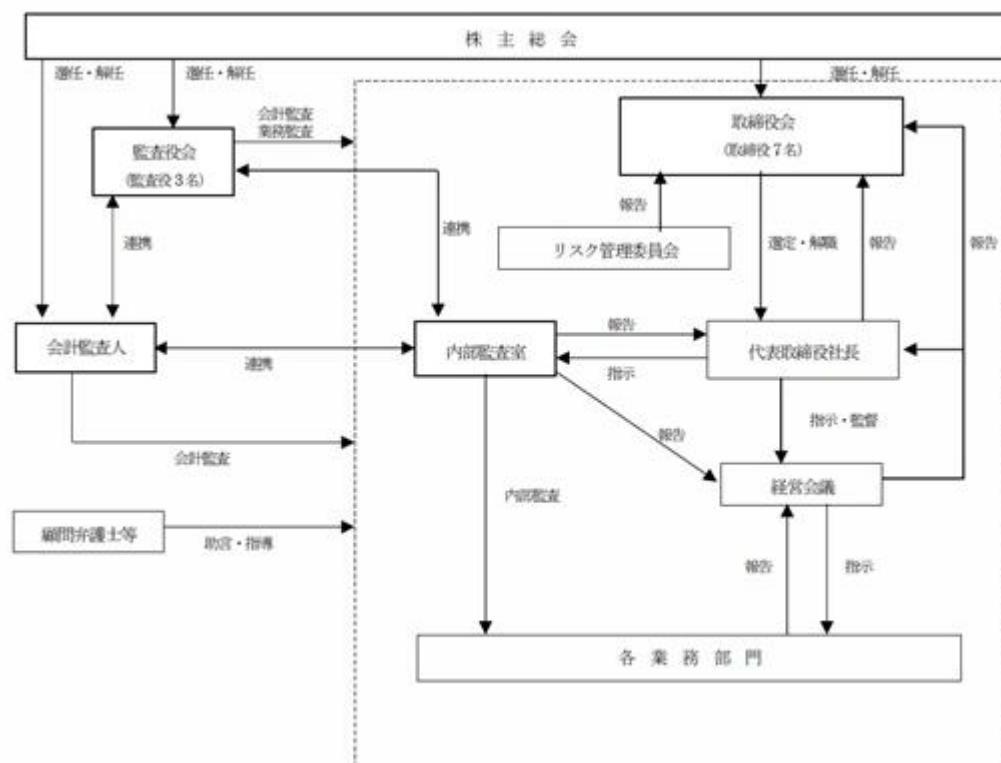 株主総会
選任・解任
選任・解任
選任・解任
会計監査
業務監査
監査役会
(監査役3名)
取締役会
(取締役7名)
報告
連携
連携
リスク管理委員会
選定・解職
報告
報告
会計監査人
連携
内部監査室
報告
指示
代表取締役社長
指示・監督
会計監査
報告
経営会議
内部監査
顧問弁護士等
助言・指導
報告
指示
各業務部門